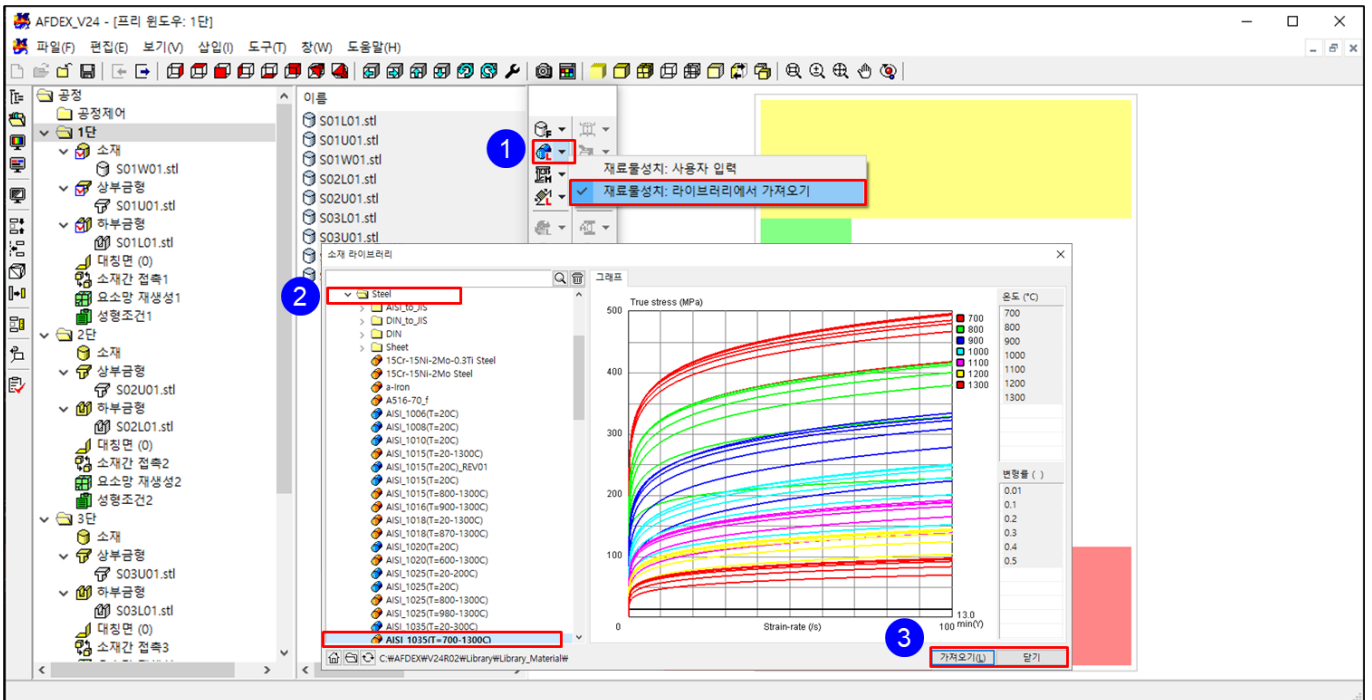 AFDEX_V24 - [프리 윈도우: 1단]
파일(F) 편집(E) 보기(V) 삽입(I) 도구(T) 창(W) 도움말(H)
공정
공정제어
1단
소재
S01W01.stl
상부금형
S01U01.stl
하부금형
S01L01.stl
대칭면 (0)
소재간 접촉1
요소망 재생성1
성형조건1
2단
소재
상부금형
S02U01.stl
하부금형
S02L01.stl
대칭면 (0)
소재간 접촉2
요소망 재생성2
성형조건2
3단
소재
상부금형
S03U01.stl
하부금형
S03L01.stl
대칭면 (0)
소재간 접촉3
이름
S01L01.stl
S01U01.stl
S01W01.stl
S02L01.stl
S02U01.stl
S03L01.stl
S03U01.stl
1
재료물성치: 사용자 입력
재료물성치: 라이브러리에서 가져오기
소재 라이브러리
2
Steel
AISI_to_JIS
DIN_to_JIS
DIN
Sheet
15Cr-15Ni-2Mo-0.3Ti Steel
15Cr-15Ni-2Mo Steel
a-Iron
A516-70_f
AISI_1006(T=20C)
AISI_1008(T=20C)
AISI_1010(T=20C)
AISI_1015(T=20-1300C)
AISI_1015(T=20C)_REV01
AISI_1015(T=20C)
AISI_1015(T=800-1300C)
AISI_1016(T=900-1300C)
AISI_1018(T=20-1300C)
AISI_1018(T=870-1300C)
AISI_1020(T=20C)
AISI_1020(T=600-1300C)
AISI_1025(T=20-200C)
AISI_1025(T=20C)
AISI_1025(T=800-1300C)
AISI_1025(T=980-1300C)
AISI_1035(T=20-300C)
AISI_1035(T=700-1300C)
C:₩AFDEX₩V24R02₩Library₩Library_Material₩
그래프
True stress (MPa)
500
400
300
200
100
0
Strain-rate (/s)
100
13.0
min(Y)
700
800
900
1000
1100
1200
1300
온도 (°C)
700
800
900
1000
1100
1200
1300
변형률 ( )
0.01
0.1
0.2
0.3
0.4
0.5
3
가져오기(L)
닫기